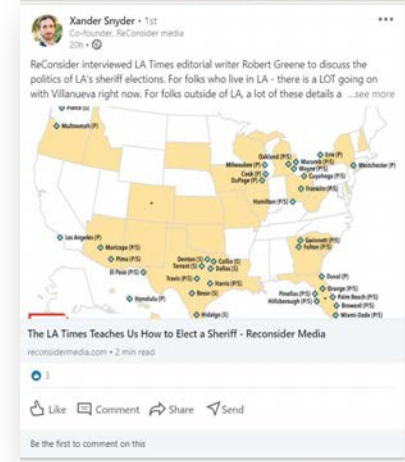 Xander Snyder • 1st
Co-founder, ReConsider media
20h •
ReConsider interviewed LA Times editorial writer Robert Greene to discuss the
politics of LA's sheriff elections. For folks who live in LA - there is a LOT going on
with Villanueva right now. For folks outside of LA, a lot of these details a ...see more
Pierce (S)
Multnomah (P)
Oakland (P/S)
Erie (P)
Milwaukee (P)
Macomb (P/S)
Westchester (P)
Cook (P)
Wayne (P/S)
DuPage (P)
Cuyahoga (P/S)
Franklin (P/S)
Hamilton (P/S)
Los Angeles (P)
Maricopa (P/S)
Gwinnett (P/S)
Fulton (P/S)
Pima (P/S)
Denton (S)
Collin (S)
Tarrant (S)
Dallas (S)
El Paso (P/S)
Travis (P/S)
Harris (P/S)
Duval (P)
Bexar (S)
Orange (P/S)
Honolulu (P)
Pinellas (P/S)
Palm Beach (P/S)
Hillsborough (P/S)
Broward (P/S)
Hidalgo (S)
Miami-Dade (P/S)
The LA Times Teaches Us How to Elect a Sheriff - Reconsider Media
reconsidermedia.com • 2 min read
3
Like Comment Share Send
Be the first to comment on this